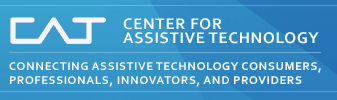 CAT CENTER FOR
ASSISTIVE TECHNOLOGY
CONNECTING ASSISTIVE TECHNOLOGY CONSUMERS,
PROFESSIONALS, INNOVATORS, AND PROVIDERS